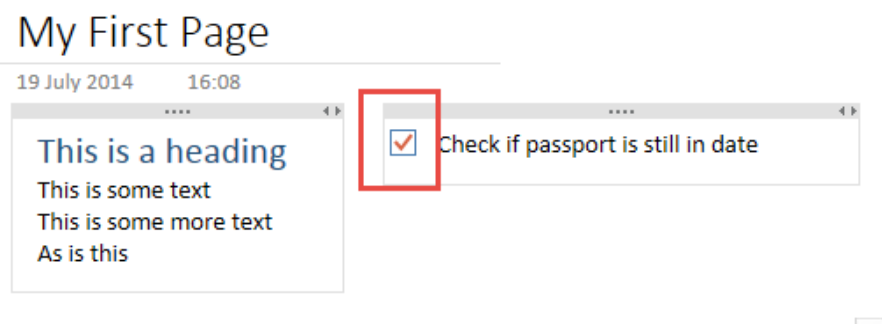 My First Page
19 July 2014 16:08
This is a heading
This is some text
This is some more text
As is this
Check if passport is still in date